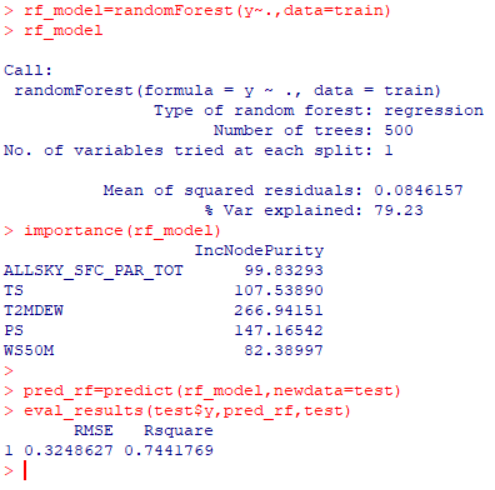 > rf_model=randomForest(y~.,data=train)
> rf_model
Call:
randomForest(formula = y ~ ., data = train)
Type of random forest: regression
Number of trees: 500
No. of variables tried at each split: 1
Mean of squared residuals: 0.0846157
% Var explained: 79.23
> importance(rf_model)
IncNodePurity
ALLSKY_SFC_PAR_TOT 99.83293
TS 107.53890
T2MDEW 266.94151
PS 147.16542
WS50M 82.38997
>
> pred_rf=predict(rf_model,newdata=test)
> eval_results(test$y,pred_rf,test)
RMSE Rsquare
1 0.3248627 0.7441769
>